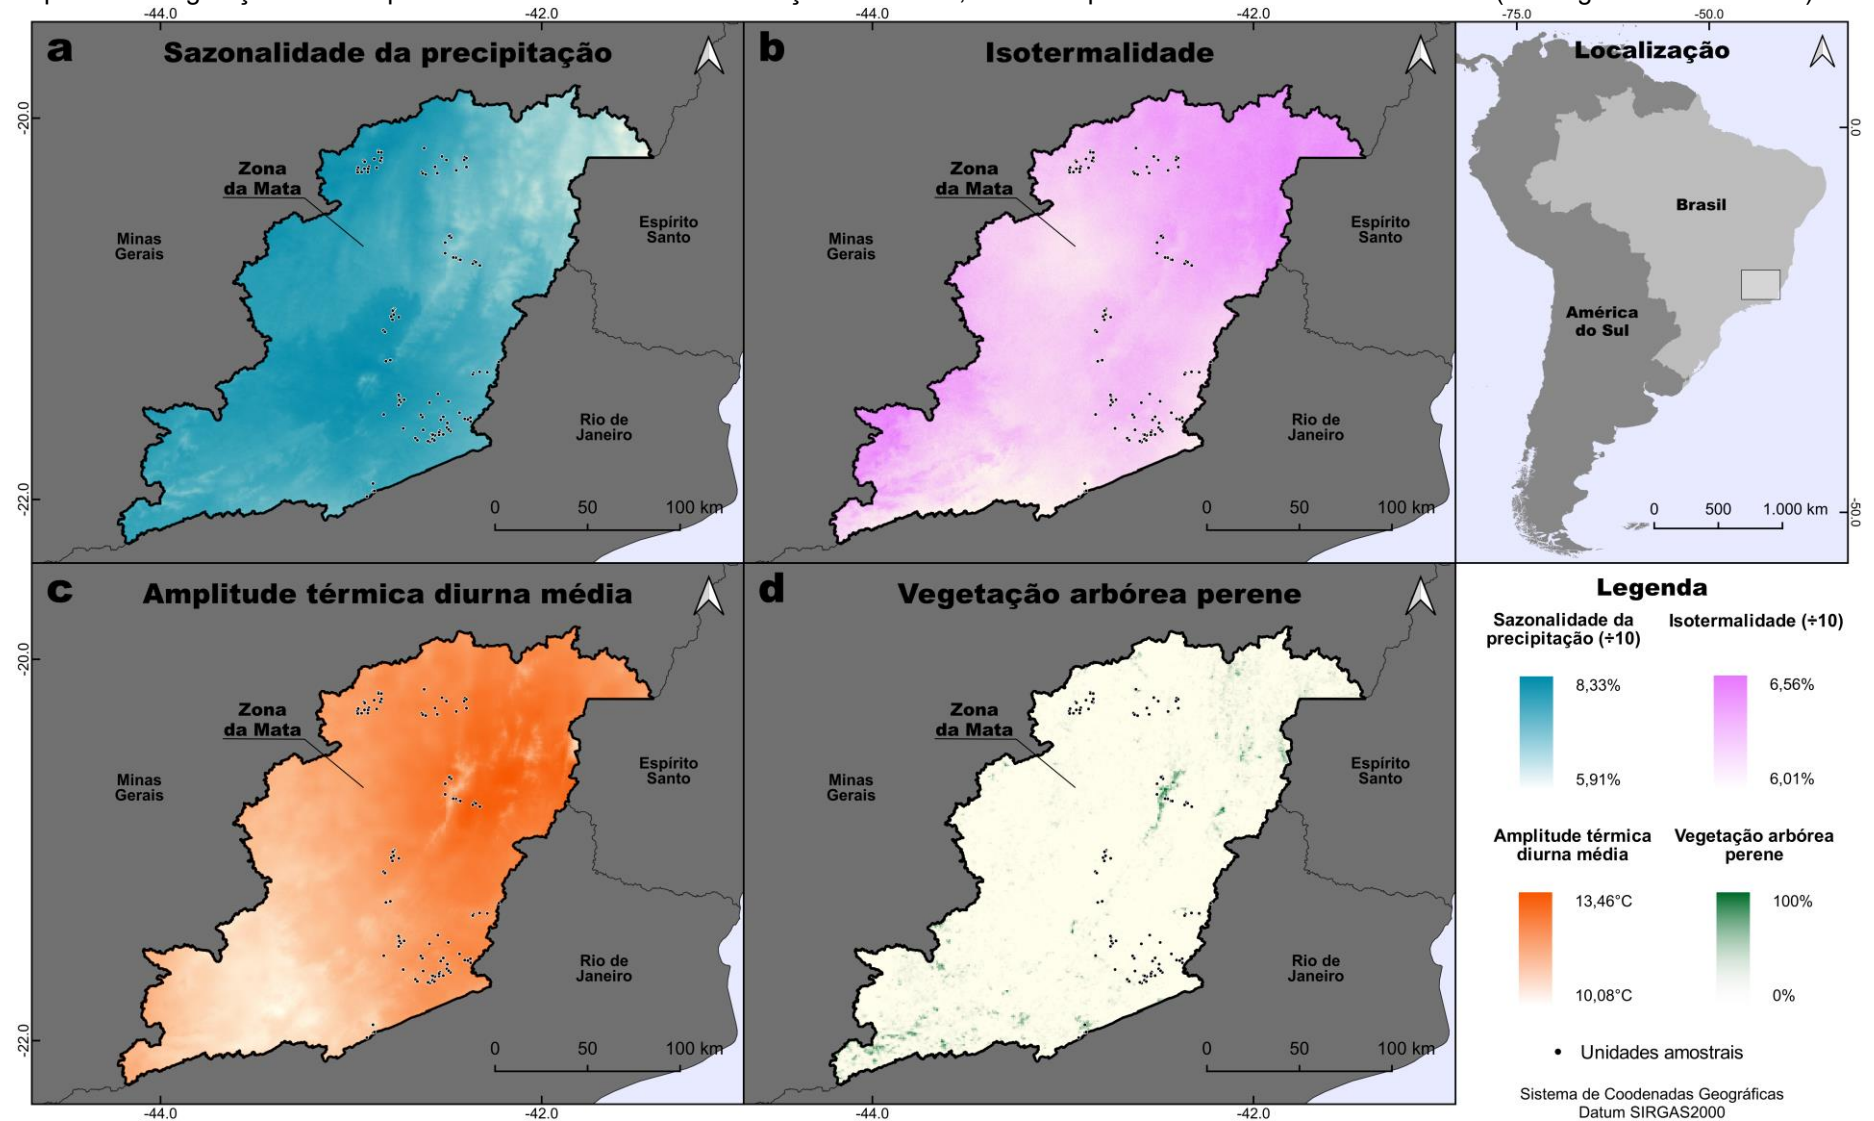 -44.0
-42.0
-44.0
-42.0
-75.0
-50.0
a
Sazonalidade da precipitação
b
Isotermalidade
Localização
-20.0
Zona
da Mata
Minas
Gerais
Espírito
Santo
Rio de
Janeiro
-22.0
0
50
100 km
Zona
da Mata
Minas
Gerais
Espírito
Santo
Rio de
Janeiro
0
50
100 km
0.0
Brasil
América
do Sul
0
500
1.000 km
-50.0
c
Amplitude térmica diurna média
d
Vegetação arbórea perene
-20.0
Zona
da Mata
Minas
Gerais
Espírito
Santo
Rio de
Janeiro
-22.0
0
50
100 km
Zona
da Mata
Minas
Gerais
Espírito
Santo
Rio de
Janeiro
0
50
100 km
-44.0
-42.0
-44.0
-42.0
Legenda
Sazonalidade da
precipitação (÷10)
8,33%
5,91%
Isotermalidade (÷10)
6,56%
6,01%
Amplitude térmica
diurna média
13,46°C
10,08°C
Vegetação arbórea
perene
100%
0%
Unidades amostrais
Sistema de Coodenadas Geográficas
Datum SIRGAS2000